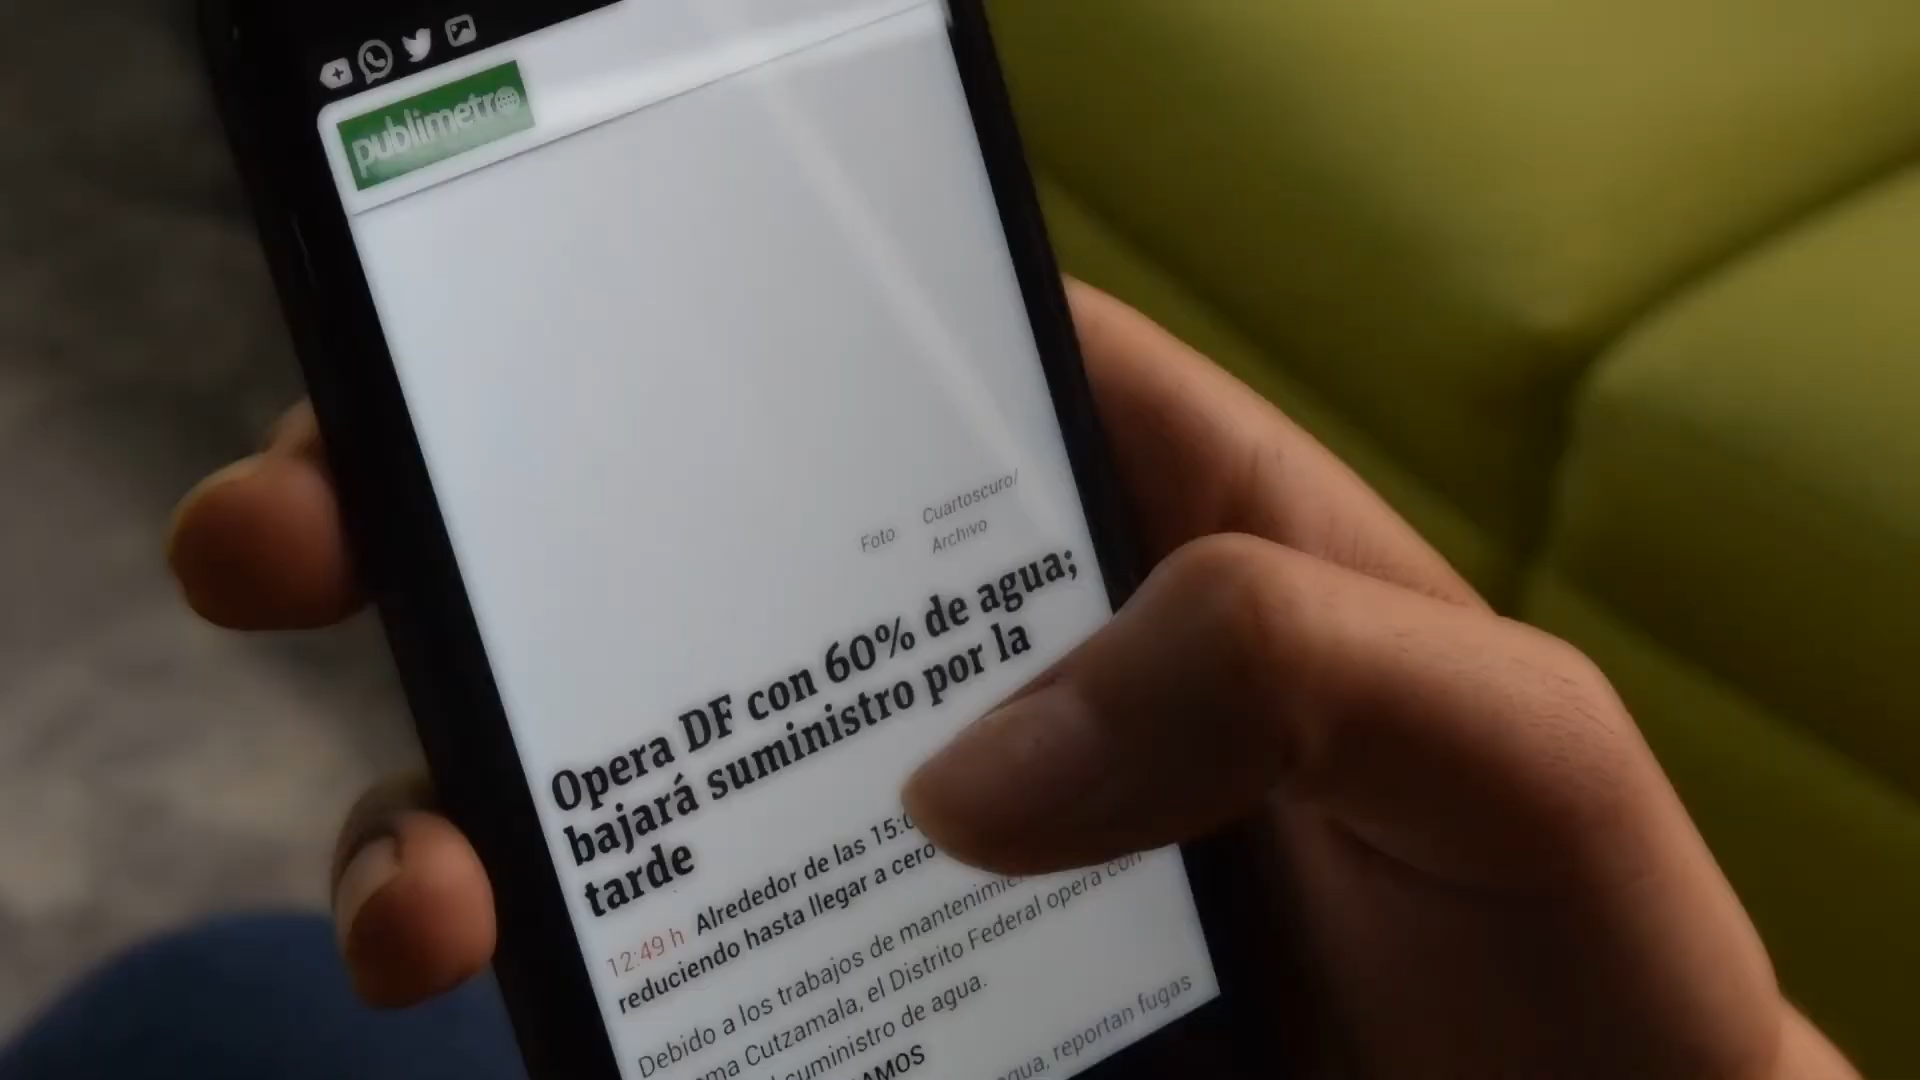 publimetro
Foto
Cuartoscuro/
Archivo
Opera DF con 60% de agua;
bajará suministro por la
tarde
12:49 h Alrededor de las 15:0
reduciendo hasta llegar a cero
Debido a los trabajos de mantenimie
ma Cutzamala, el Distrito Federal opera con
suministro de agua.
AMOS
agua, reportan fugas